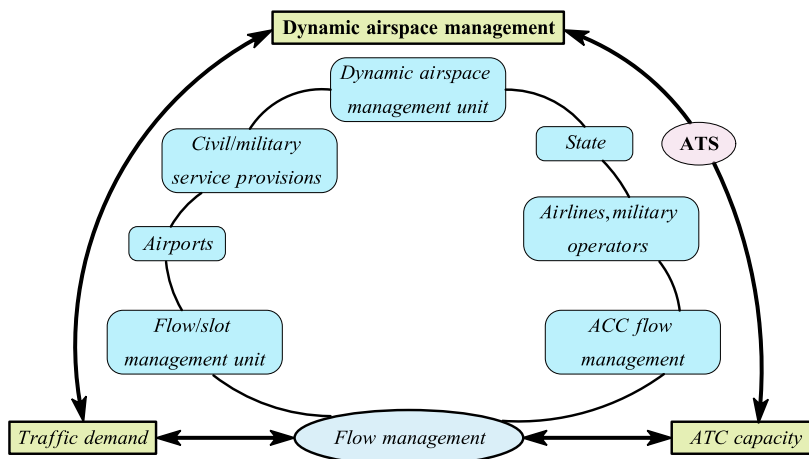 Dynamic airspace management
Dynamic airspace
management unit
Civil/military
service provisions
State
ATS
Airlines,military
operators
Airports
Flow/slot
management unit
ACC flow
management
Traffic demand
Flow management
ATC capacity